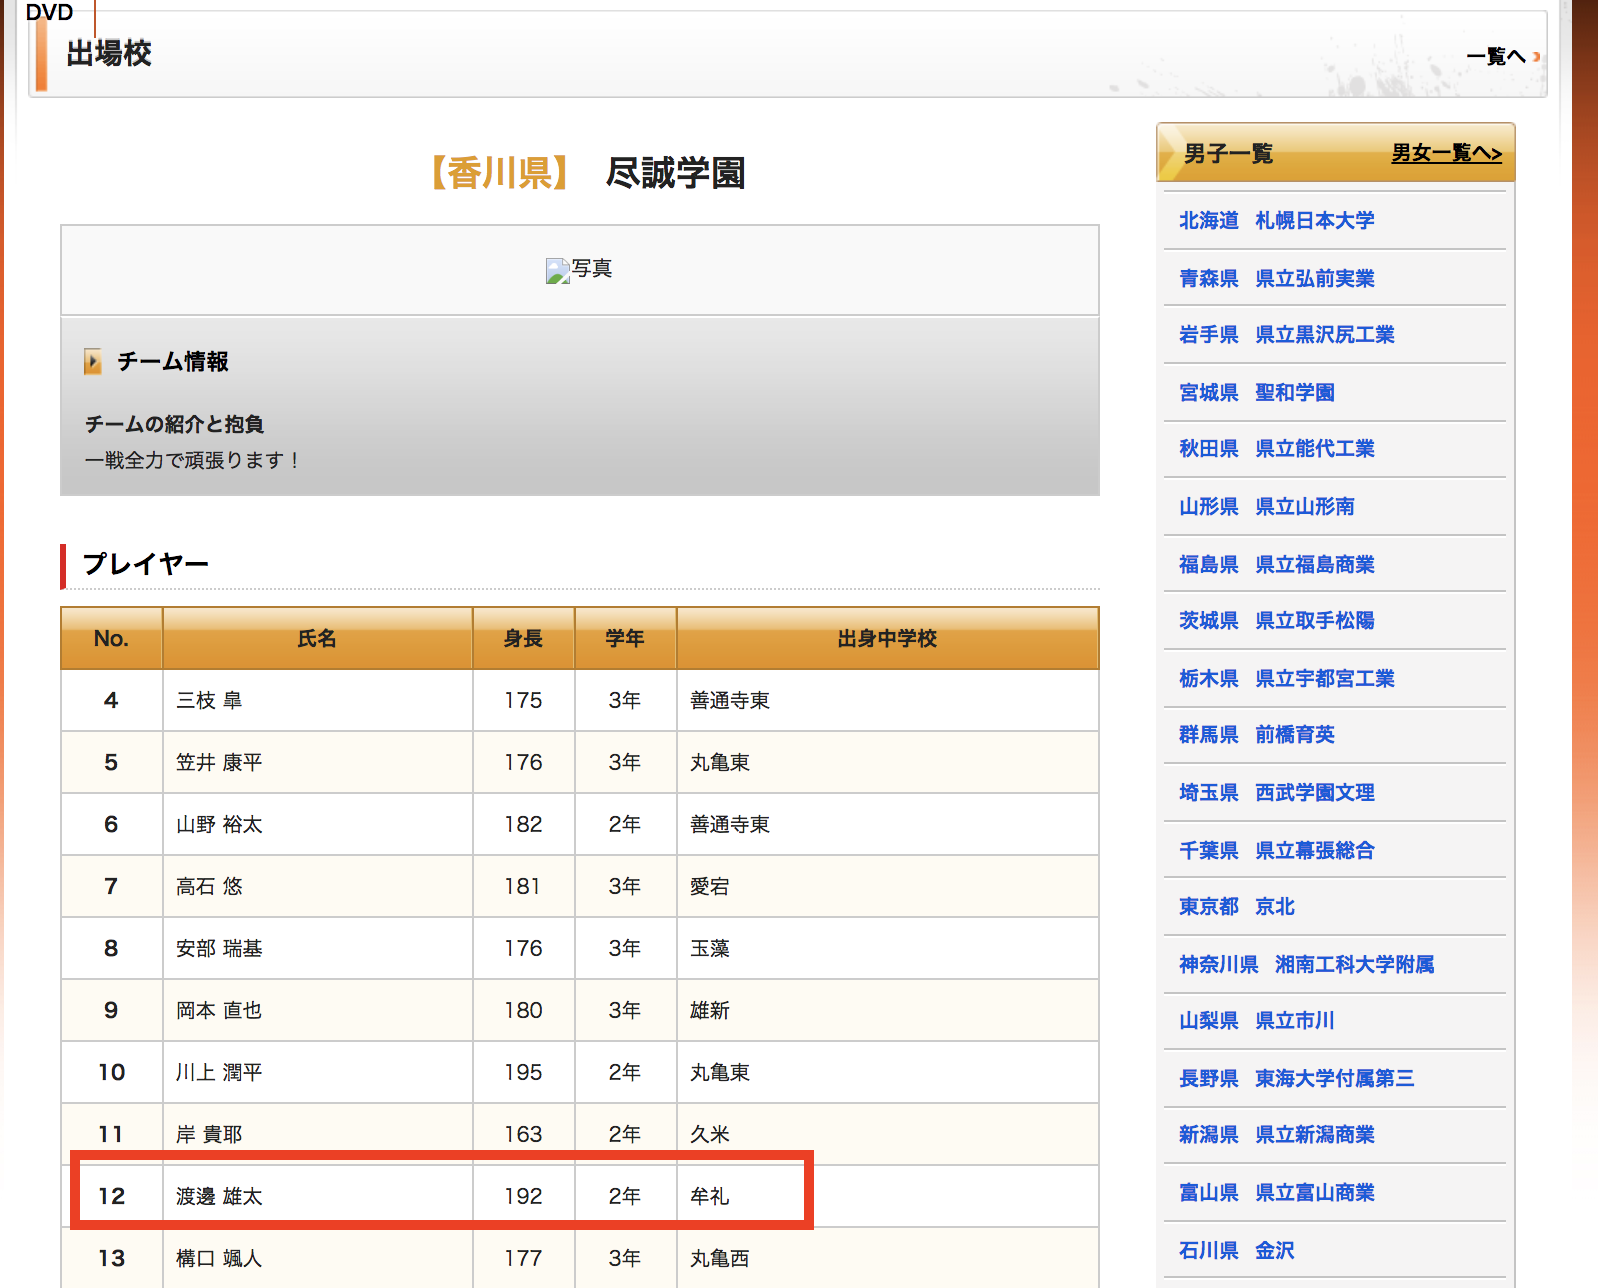 DVD
出場校
一覧へ
【香川県】 尽誠学園
写真
チーム情報
チームの紹介と抱負
一戦全力で頑張ります！
プレイヤー
No. 氏名 身長 学年 出身中学校
4 三枝 皐 175 3年 善通寺東
5 笠井 康平 176 3年 丸亀東
6 山野 裕太 182 2年 善通寺東
7 高石 悠 181 3年 愛宕
8 安部 瑞基 176 3年 玉藻
9 岡本 直也 180 3年 雄新
10 川上 潤平 195 2年 丸亀東
11 岸 貴耶 163 2年 久米
12 渡邊 雄太 192 2年 牟礼
13 構口 颯人 177 3年 丸亀西
男子一覧 男女一覧へ>
北海道 札幌日本大学
青森県 県立弘前実業
岩手県 県立黒沢尻工業
宮城県 聖和学園
秋田県 県立能代工業
山形県 県立山形南
福島県 県立福島商業
茨城県 県立取手松陽
栃木県 県立宇都宮工業
群馬県 前橋育英
埼玉県 西武学園文理
千葉県 県立幕張総合
東京都 京北
神奈川県 湘南工科大学附属
山梨県 県立市川
長野県 東海大学付属第三
新潟県 県立新潟商業
富山県 県立富山商業
石川県 金沢